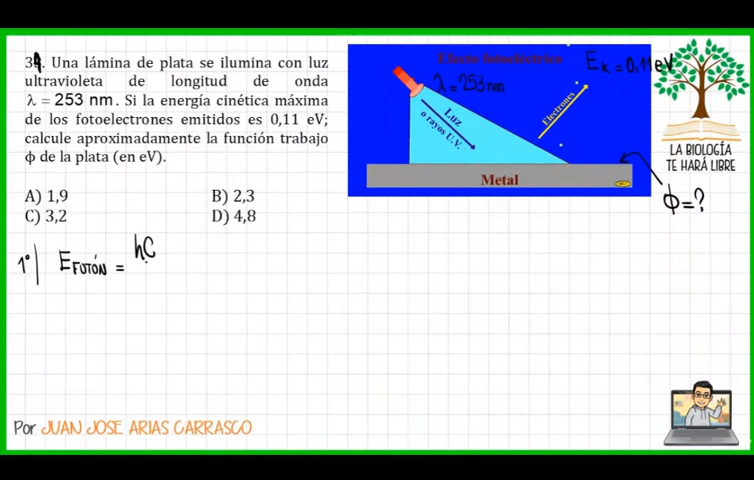 34. Una lámina de plata se ilumina con luz
ultravioleta de longitud de onda
λ = 253 nm. Si la energía cinética máxima
de los fotoelectrones emitidos es 0,11 eV;
calcule aproximadamente la función trabajo
ϕ de la plata (en eV).
A) 1,9
B) 2,3
C) 3,2
D) 4,8
Efecto fotoeléctrico
Eₖ = 0,11 eV
λ = 253 nm
Luz
o rayos U.V.
Electrones
Metal
ϕ = ?
LA BIOLOGÍA
TE HARÁ LIBRE
1° | E FOTÓN = hC
Por JUAN JOSE ARIAS CARRASCO